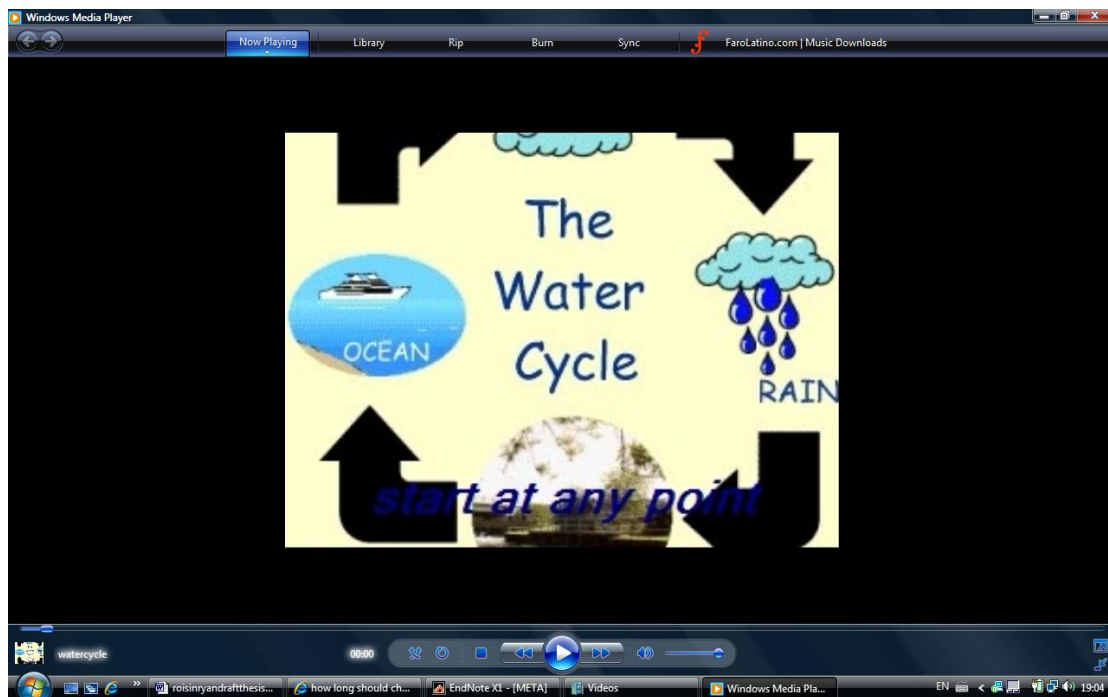 Windows Media Player
Now Playing Library Rip Burn Sync FaroLatino.com | Music Downloads
The
Water
Cycle
OCEAN
RAIN
start at any point
watercycle 00:00
roisinryandraftthesis... how long should ch... EndNote X1 - [META] Videos Windows Media Pla... EN 19:04